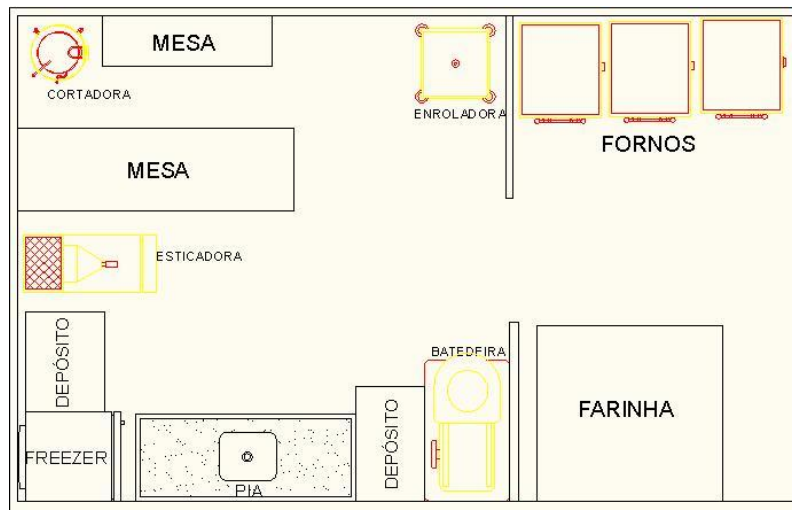 MESA
CORTADORA
ENROLADORA
FORNOS
MESA
ESTICADORA
DEPÓSITO
BATEDEIRA
FARINHA
DEPÓSITO
FREEZER
PIA